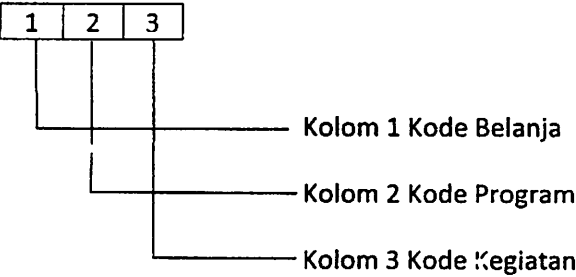 1 2 3
Kolom 1 Kode Belanja
Kolom 2 Kode Program
Kolom 3 Kode Kegiatan